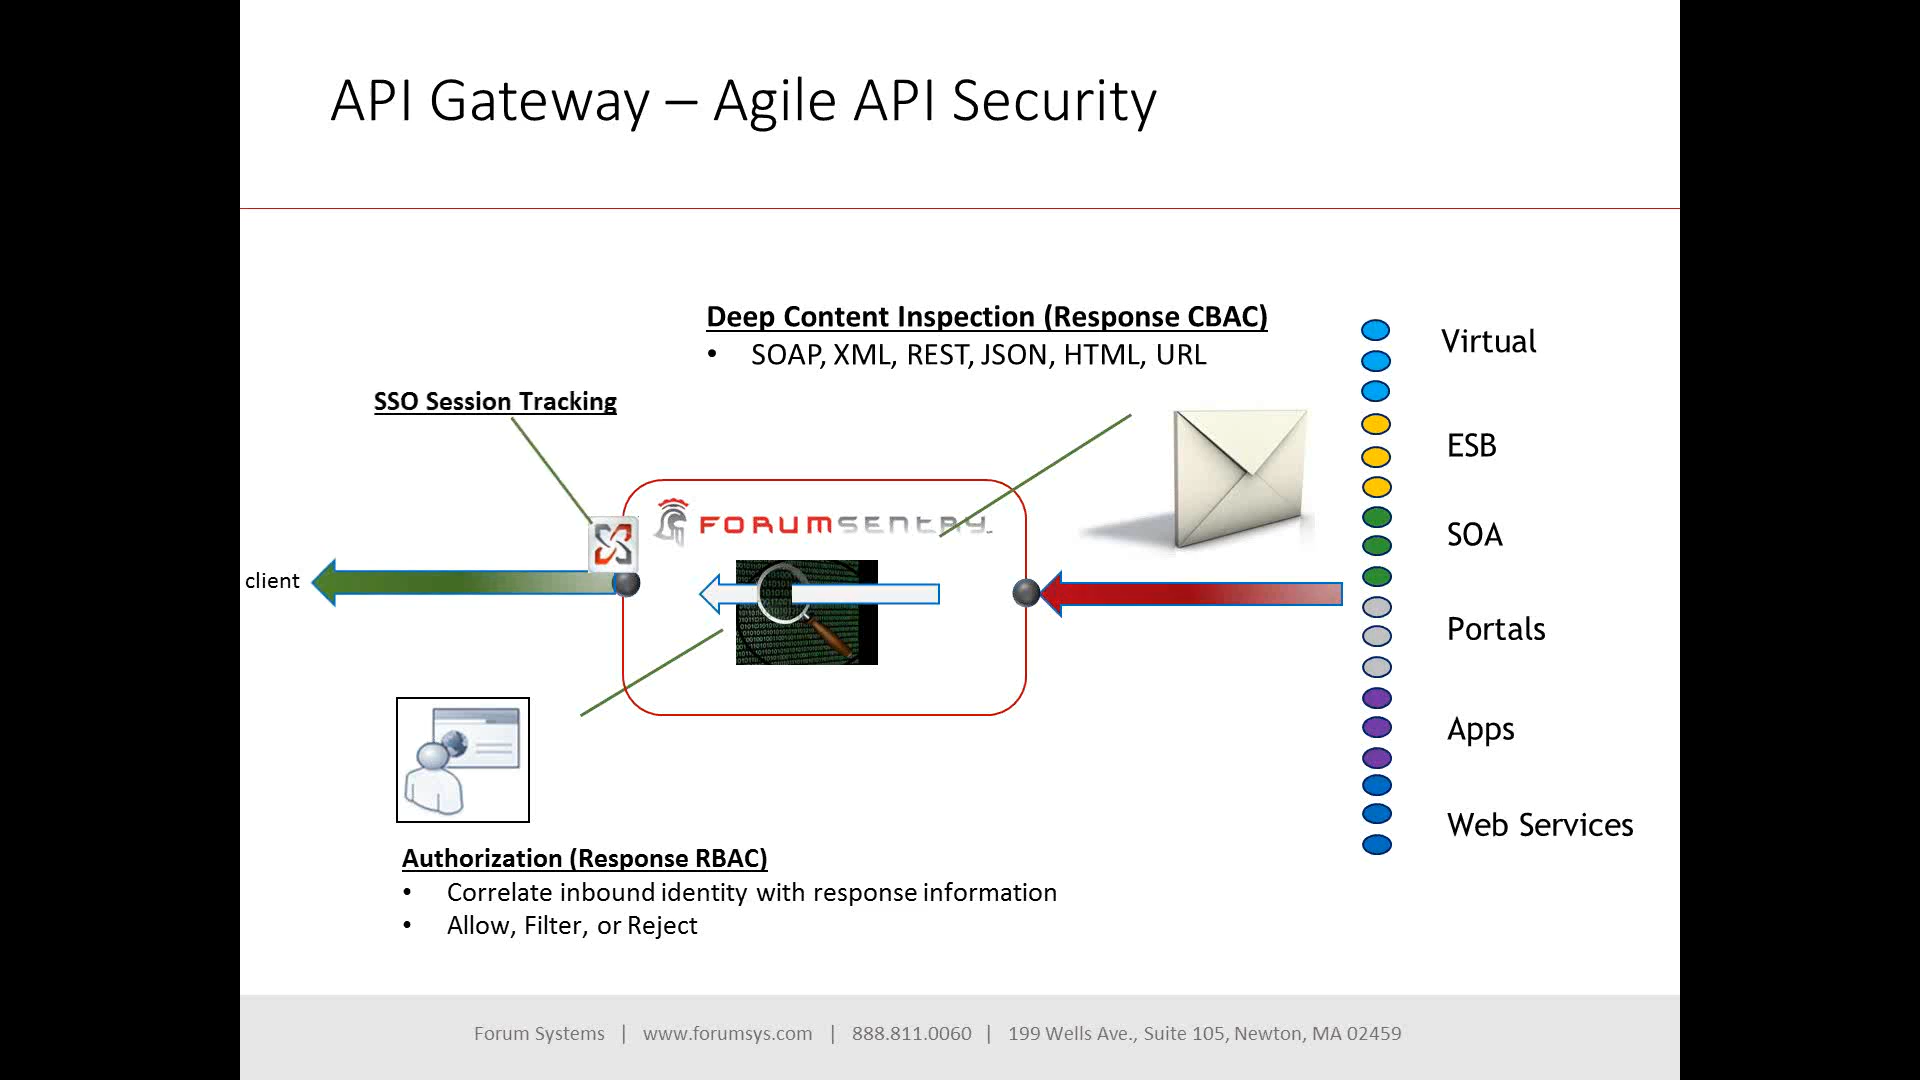 API Gateway – Agile API Security
Deep Content Inspection (Response CBAC)
• SOAP, XML, REST, JSON, HTML, URL
SSO Session Tracking
FORUMSENTRY
client
Virtual
ESB
SOA
Portals
Apps
Web Services
Authorization (Response RBAC)
• Correlate inbound identity with response information
• Allow, Filter, or Reject
Forum Systems | www.forumsys.com | 888.811.0060 | 199 Wells Ave., Suite 105, Newton, MA 02459